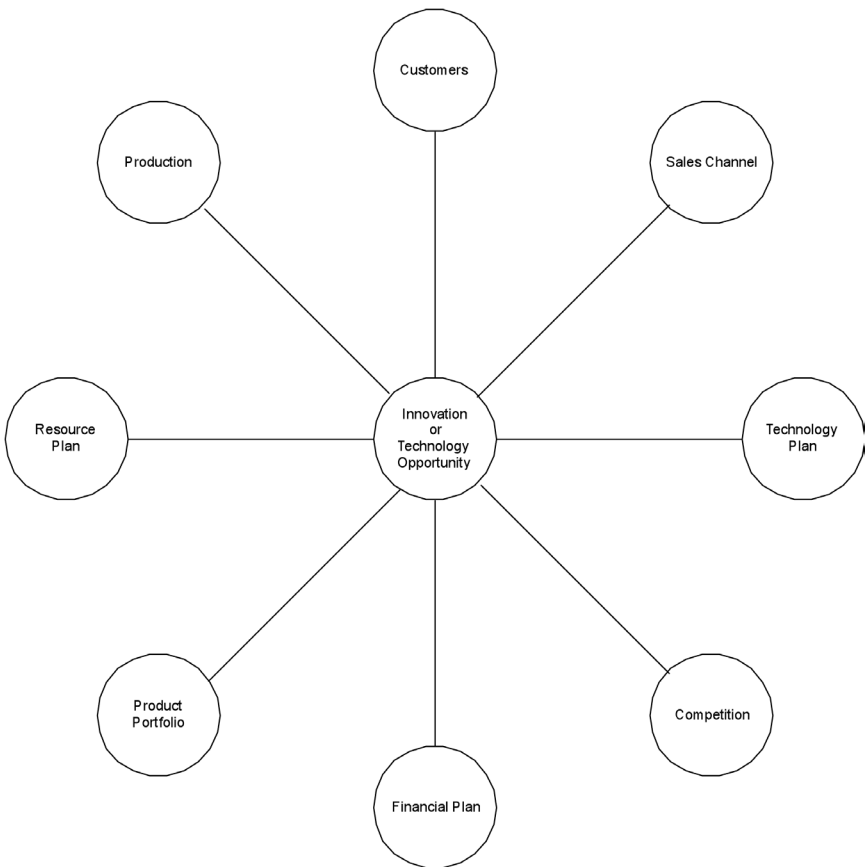 Customers
Production
Sales Channel
Resource
Plan
Innovation
or
Technology
Opportunity
Technology
Plan
Product
Portfolio
Competition
Financial Plan